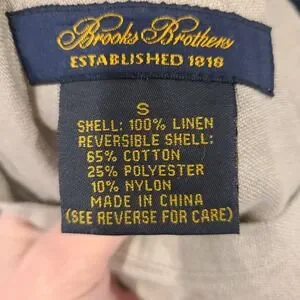 Brooks Brothers
ESTABLISHED 1818
S
SHELL: 100% LINEN
REVERSIBLE SHELL:
65% COTTON
25% POLYESTER
10% NYLON
MADE IN CHINA
(SEE REVERSE FOR CARE)